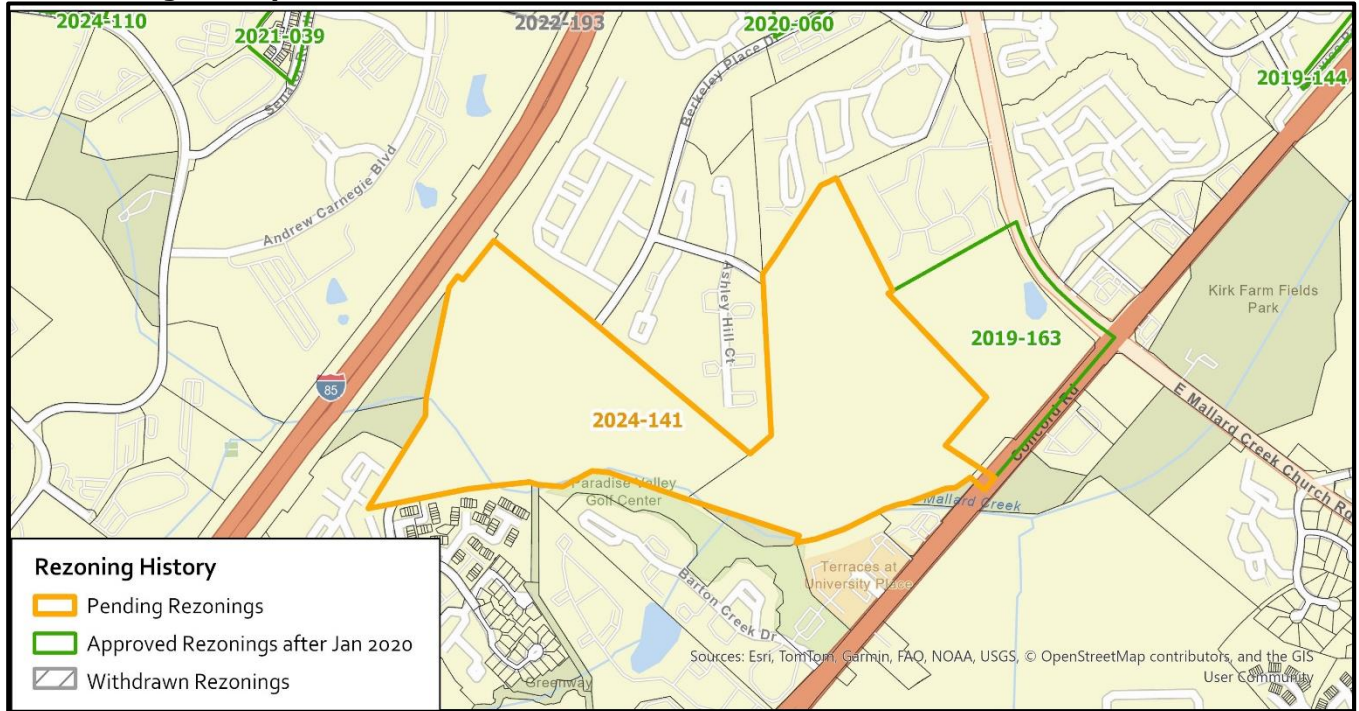 2024-110
2021-039
2022-193
2020-060
2019-144
Berkeley Place D
Andrew Carnegie Blvd
Ashley Hill Ct
Kirk Farm Fields
Park
2019-163
85
2024-141
Concord Rd
E Mallard Creek Church Rd
Paradise Valley
Golf Center
Mallard Creek
Terraces at
University Place
Barton Creek Dr
Greenway
Rezoning History
Pending Rezonings
Approved Rezonings after Jan 2020
Withdrawn Rezonings
Sources: Esri, TomTom, Garmin, FAO, NOAA, USGS, © OpenStreetMap contributors, and the GIS
User Community